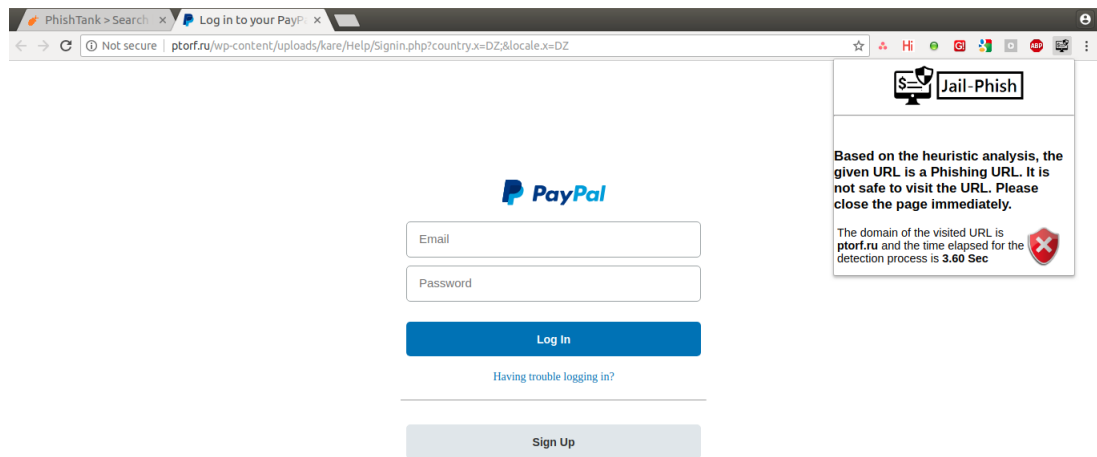 PhishTank > Search
Log in to your PayPa
Not secure | ptorf.ru/wp-content/uploads/kare/Help/Signin.php?country.x=DZ;&locale.x=DZ
Hi
G!
ABP
$=
Jail-Phish
Based on the heuristic analysis, the
given URL is a Phishing URL. It is
not safe to visit the URL. Please
close the page immediately.
The domain of the visited URL is
ptorf.ru and the time elapsed for the
detection process is 3.60 Sec
PayPal
Email
Password
Log In
Having trouble logging in?
Sign Up